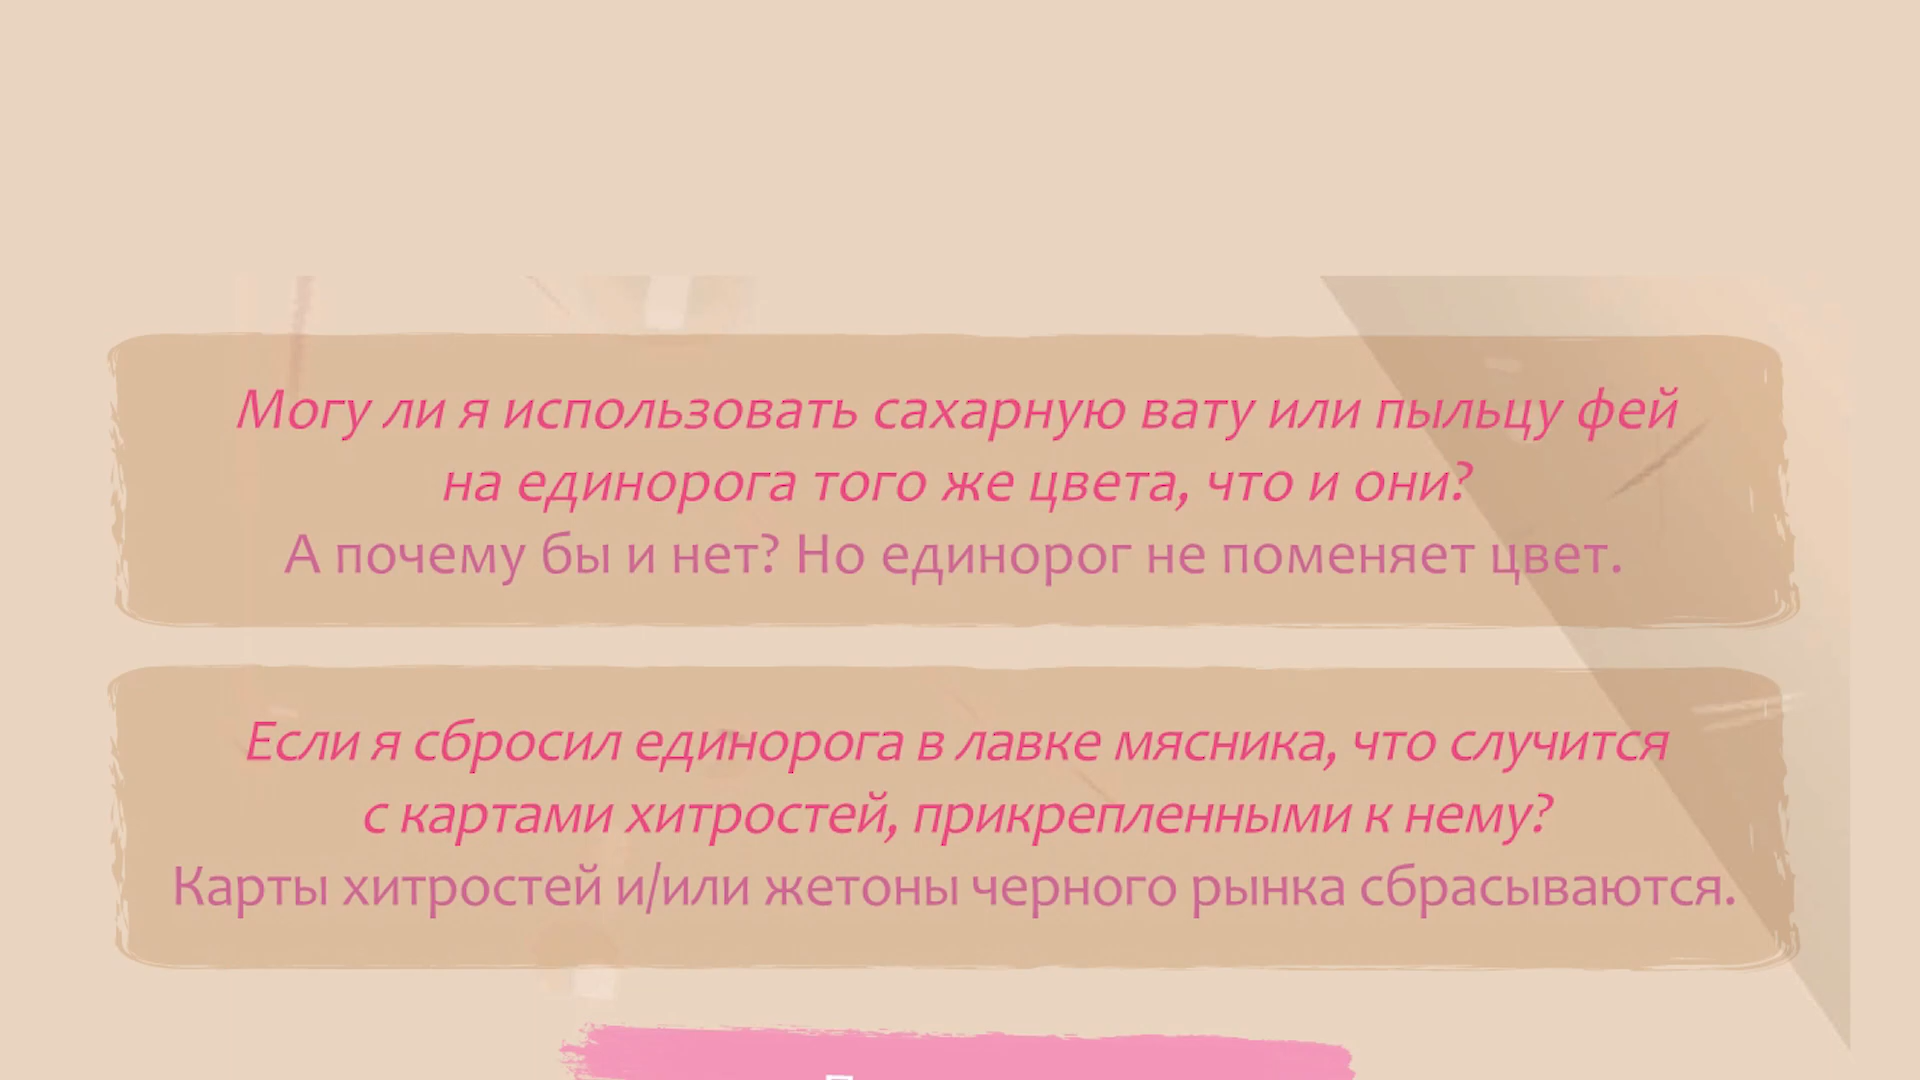 Могу ли я использовать сахарную вату или пыльцу фей
на единорога того же цвета, что и они?
А почему бы и нет? Но единорог не поменяет цвет.
Если я сбросил единорога в лавке мясника, что случится
с картами хитростей, прикрепленными к нему?
Карты хитростей и/или жетоны черного рынка сбрасываются.